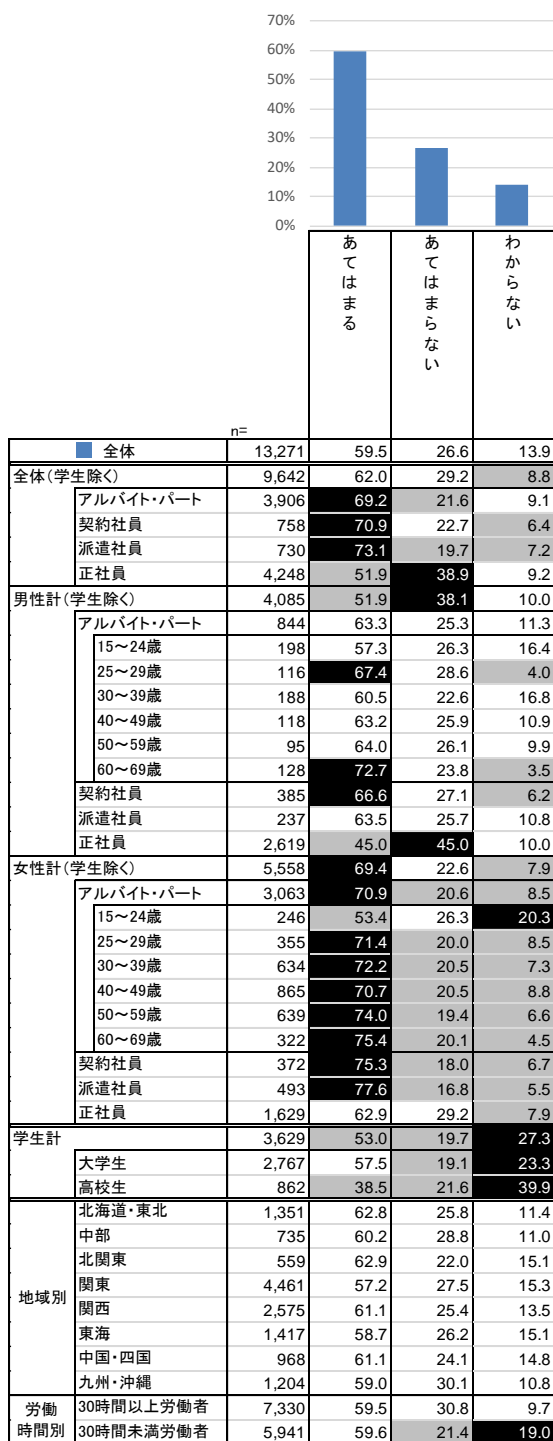 70%
60%
50%
40%
30%
20%
10%
0%
あてはまる
あてはまらない
わからない
n=
全体 13,271 59.5 26.6 13.9
全体(学生除く) 9,642 62.0 29.2 8.8
アルバイト・パート 3,906 69.2 21.6 9.1
契約社員 758 70.9 22.7 6.4
派遣社員 730 73.1 19.7 7.2
正社員 4,248 51.9 38.9 9.2
男性計(学生除く) 4,085 51.9 38.1 10.0
アルバイト・パート 844 63.3 25.3 11.3
15~24歳 198 57.3 26.3 16.4
25~29歳 116 67.4 28.6 4.0
30~39歳 188 60.5 22.6 16.8
40~49歳 118 63.2 25.9 10.9
50~59歳 95 64.0 26.1 9.9
60~69歳 128 72.7 23.8 3.5
契約社員 385 66.6 27.1 6.2
派遣社員 237 63.5 25.7 10.8
正社員 2,619 45.0 45.0 10.0
女性計(学生除く) 5,558 69.4 22.6 7.9
アルバイト・パート 3,063 70.9 20.6 8.5
15~24歳 246 53.4 26.3 20.3
25~29歳 355 71.4 20.0 8.5
30~39歳 634 72.2 20.5 7.3
40~49歳 865 70.7 20.5 8.8
50~59歳 639 74.0 19.4 6.6
60~69歳 322 75.4 20.1 4.5
契約社員 372 75.3 18.0 6.7
派遣社員 493 77.6 16.8 5.5
正社員 1,629 62.9 29.2 7.9
学生計 3,629 53.0 19.7 27.3
大学生 2,767 57.5 19.1 23.3
高校生 862 38.5 21.6 39.9
地域別
北海道・東北 1,351 62.8 25.8 11.4
中部 735 60.2 28.8 11.0
北関東 559 62.9 22.0 15.1
関東 4,461 57.2 27.5 15.3
関西 2,575 61.1 25.4 13.5
東海 1,417 58.7 26.2 15.1
中国・四国 968 61.1 24.1 14.8
九州・沖縄 1,204 59.0 30.1 10.8
労働時間別
30時間以上労働者 7,330 59.5 30.8 9.7
30時間未満労働者 5,941 59.6 21.4 19.0